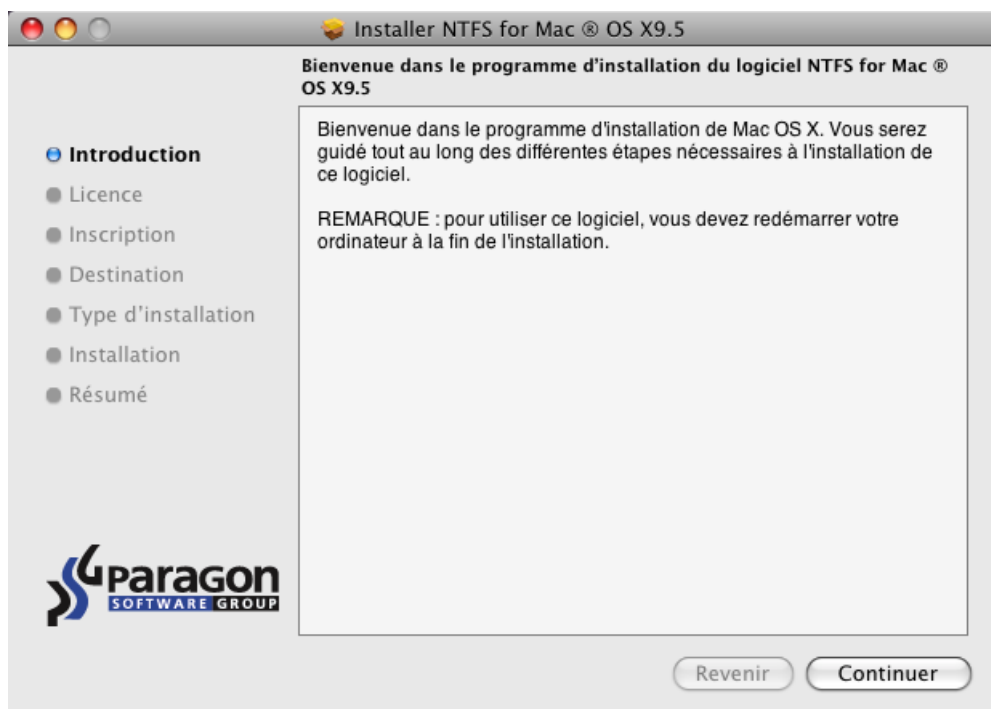 Installer NTFS for Mac ® OS X9.5
Bienvenue dans le programme d'installation du logiciel NTFS for Mac ®
OS X9.5
Introduction
Licence
Inscription
Destination
Type d'installation
Installation
Résumé
Bienvenue dans le programme d'installation de Mac OS X. Vous serez
guidé tout au long des différentes étapes nécessaires à l'installation de
ce logiciel.
REMARQUE : pour utiliser ce logiciel, vous devez redémarrer votre
ordinateur à la fin de l'installation.
Paragon
SOFTWARE GROUP
Revenir
Continuer